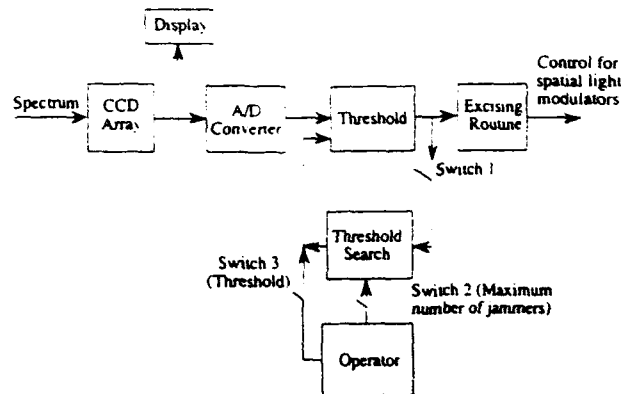 Display
Control for
spatial light
modulators
Spectrum
CCD
Array
A/D
Converter
Threshold
Excising
Routine
Switch 1
Threshold
Search
Switch 3
(Threshold)
Switch 2 (Maximum
number of jammers)
Operator